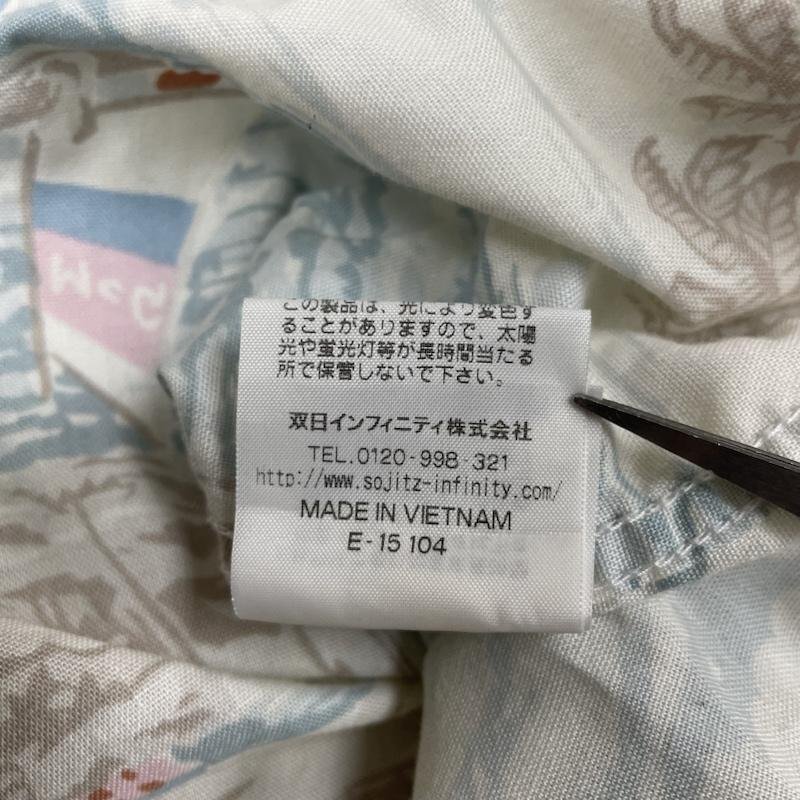 この製品は、光により変色す
ることがありますので、太陽
光や蛍光灯等が長時間当たる
所で保管しないで下さい。
双日インフィニティ株式会社
TEL.0120-998-321
http://www.sojitz-infinity.com/
MADE IN VIETNAM
E-15 104